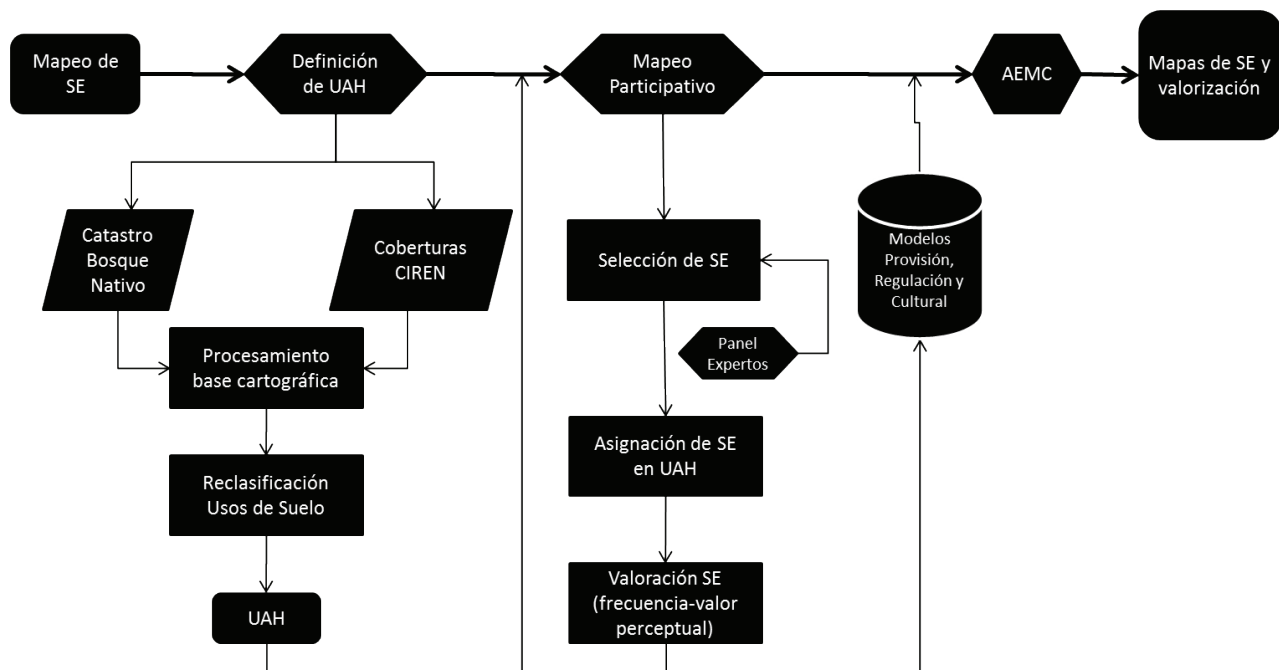 Mapeo de
SE
Definición
de UAH
Mapeo
Participativo
AEMC
Mapas de SE y
valorización
Catastro
Bosque
Nativo
Coberturas
CIREN
Procesamiento
base cartográfica
Reclasificación
Usos de Suelo
UAH
Selección de SE
Panel
Expertos
Asignación de SE
en UAH
Valoración SE
(frecuencia-valor
perceptual)
Modelos
Provisión,
Regulación y
Cultural